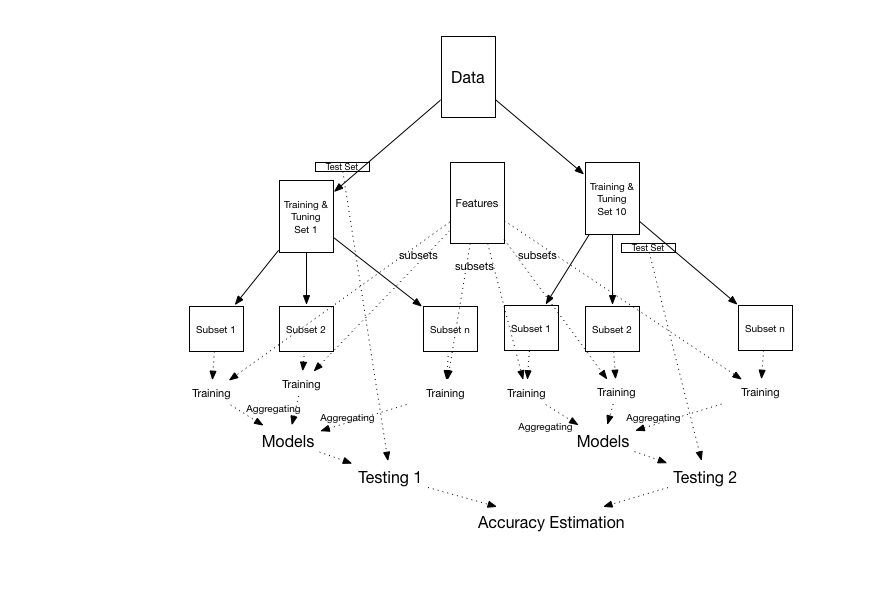 Data
Test Set
Training &
Tuning
Set 1
Features
Training &
Tuning
Set 10
Test Set
subsets
subsets
subsets
Subset 1
Subset 2
Subset n
Subset 1
Subset 2
Subset n
Training
Training
Training
Training
Training
Training
Aggregating
Aggregating
Aggregating
Aggregating
Models
Models
Testing 1
Testing 2
Accuracy Estimation